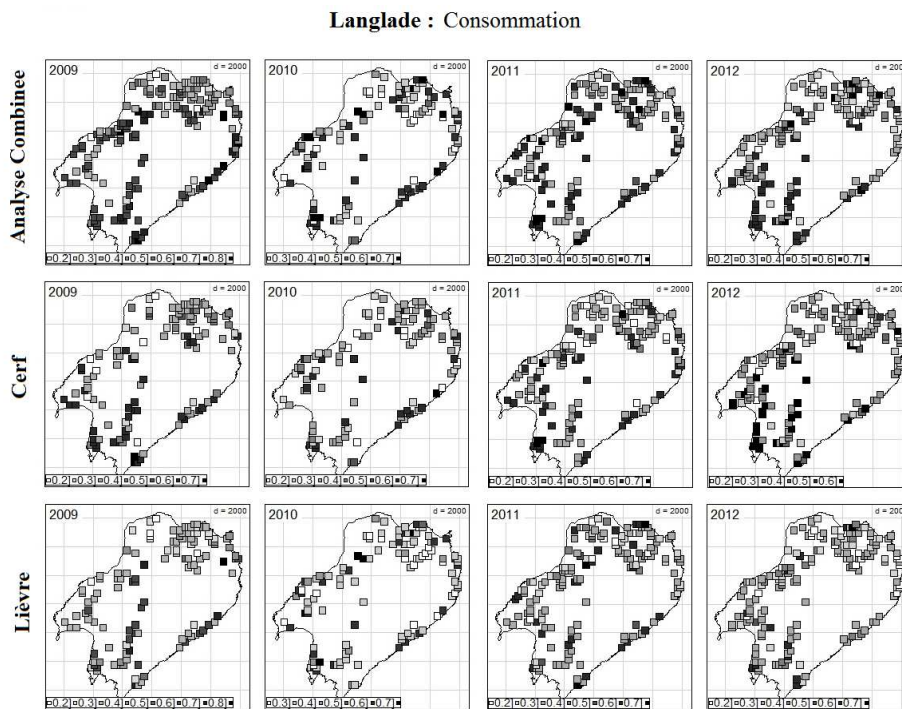 Langlade : Consommation
Analyse Combinee
2009 d = 2000
0.2 0.3 0.4 0.5 0.6 0.7 0.8
2010 d = 2000
0.3 0.4 0.5 0.6 0.7
2011 d = 2000
0.2 0.3 0.4 0.5 0.6 0.7
2012 d = 200
0.2 0.3 0.4 0.5 0.6 0.7
Cerf
2009 d = 2000
0.2 0.3 0.4 0.5 0.6 0.7
2010 d = 2000
0.2 0.3 0.4 0.5 0.6 0.7
2011 d = 2000
0.2 0.3 0.4 0.5 0.6 0.7
2012 d = 200
0.2 0.3 0.4 0.5 0.6
Lièvre
2009 d = 2000
0.2 0.3 0.4 0.5 0.6 0.7 0.8
2010 d = 2000
0.3 0.4 0.5 0.6 0.7
2011 d = 2000
0.2 0.3 0.4 0.5 0.6 0.7
2012 d = 200
0.2 0.3 0.4 0.5 0.6 0.7